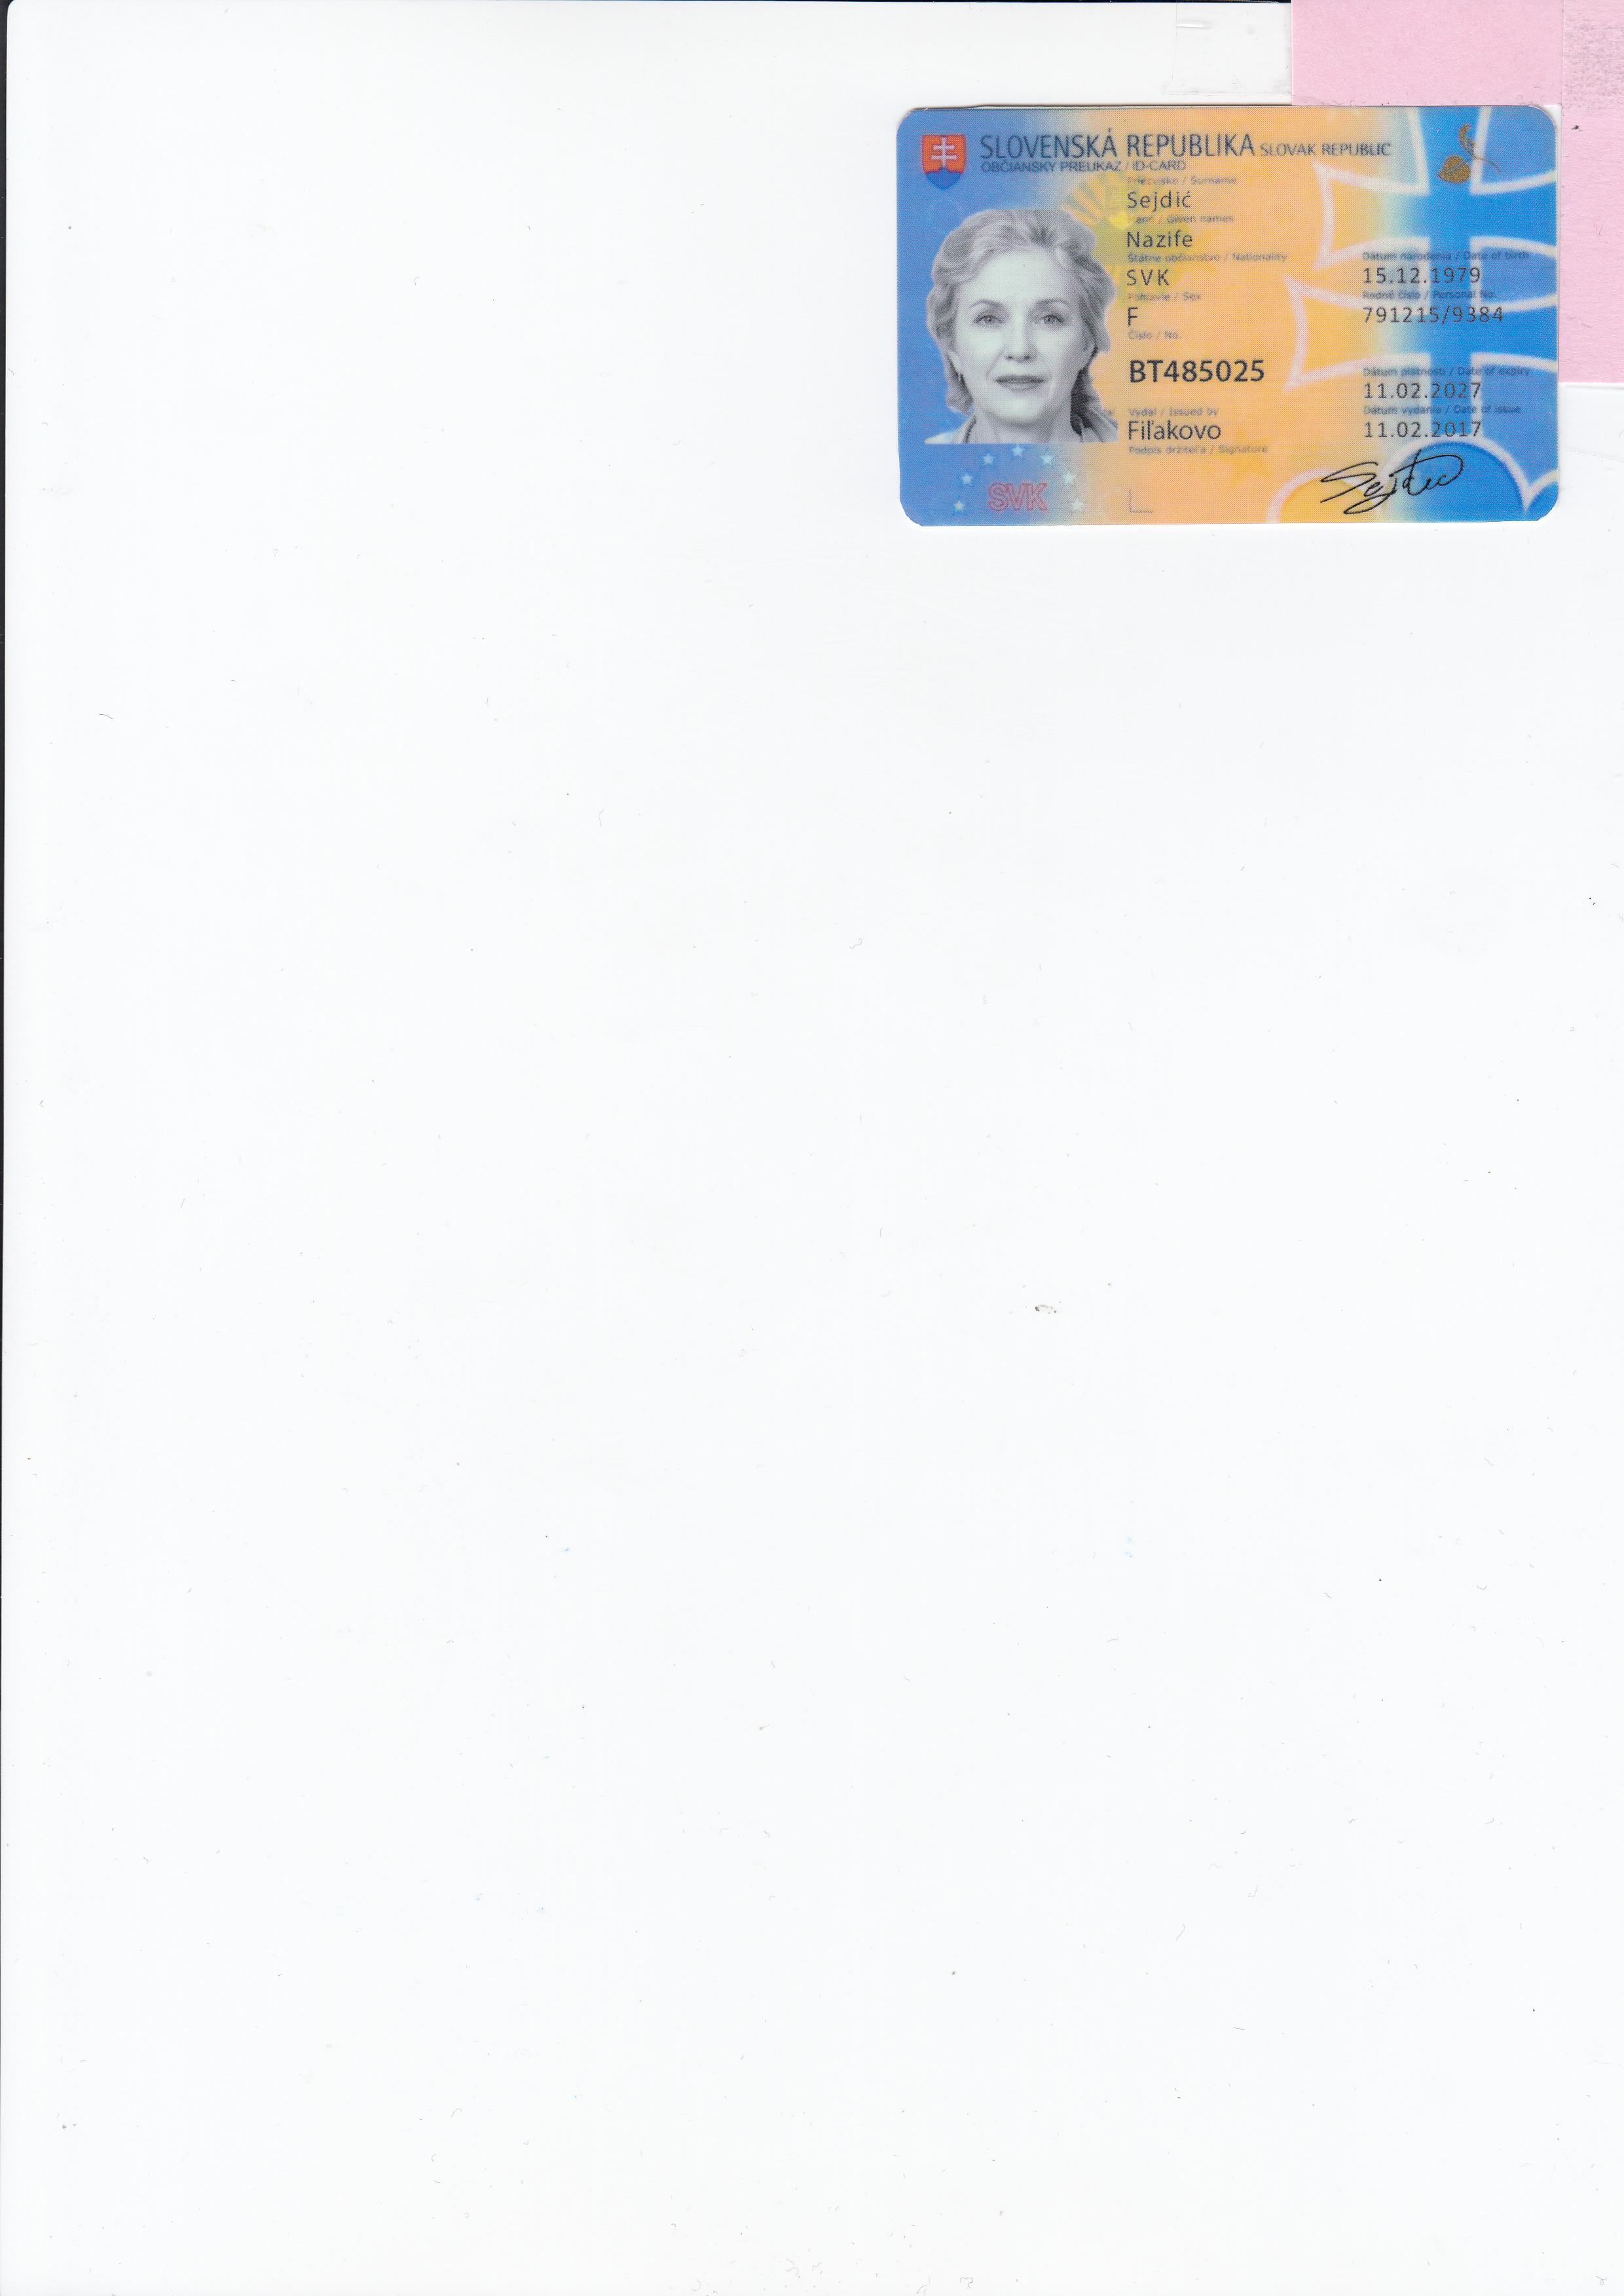 SLOVENSKÁ REPUBLIKA SLOVAK REPUBLIC
OBČIANSKY PREUKAZ / ID-CARD
Priezvisko / Surname
Sejdić
Meno / Given names
Nazife
Štátne občianstvo / Nationality
SVK
Pohlavie / Sex
F
Číslo / No.
BT485025
Vydal / Issued by
Fiľakovo
Podpis držiteľa / Signature
Dátum narodenia / Date of birth
15.12.1979
Rodné číslo / Personal No.
791215/9384
Dátum platnosti / Date of expiry
11.02.2027
Dátum vydania / Date of issue
11.02.2017
SVK